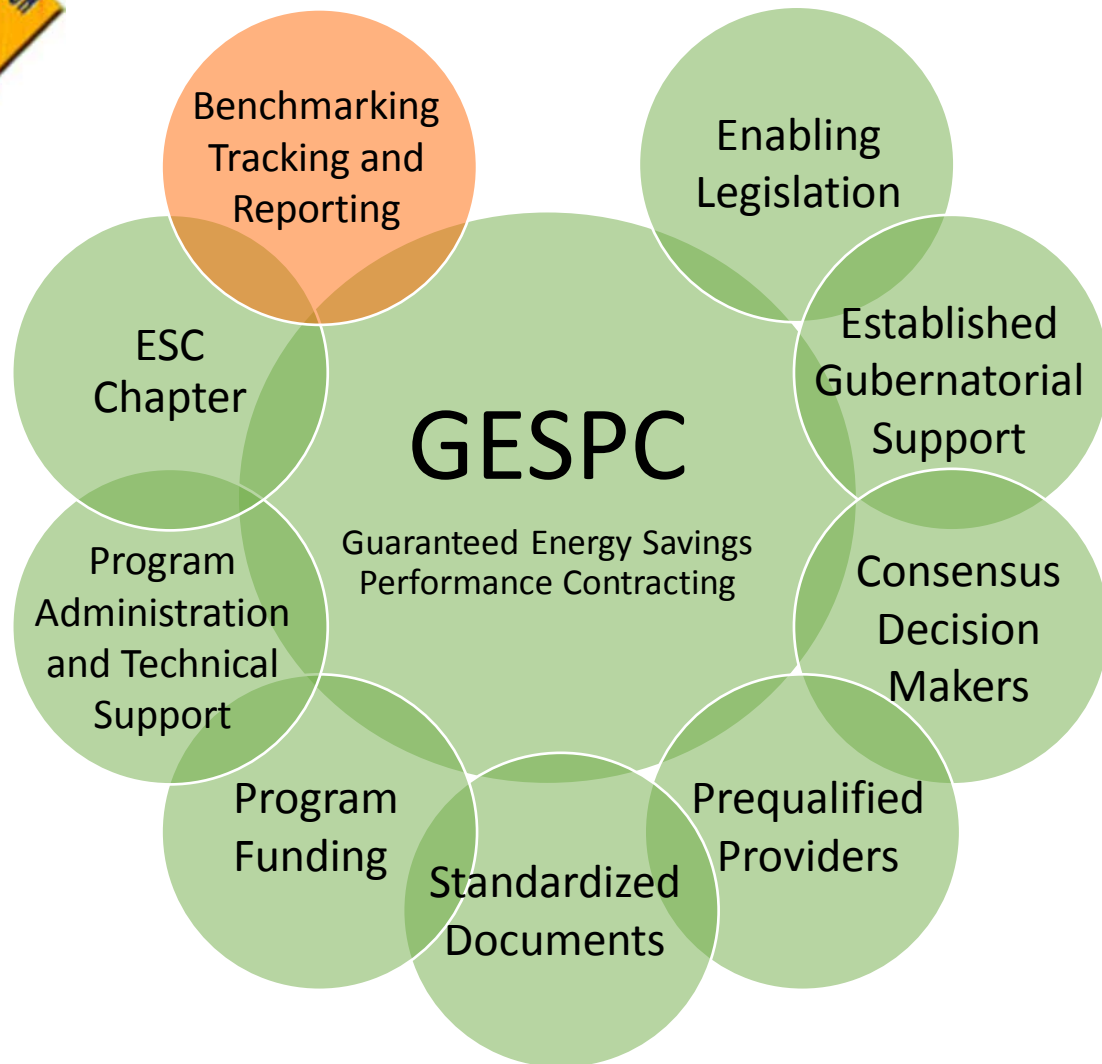 Benchmarking
Tracking and
Reporting
Enabling
Legislation
Established
Gubernatorial
Support
Consensus
Decision
Makers
Prequalified
Providers
Standardized
Documents
Program
Funding
Program
Administration
and Technical
Support
ESC
Chapter
GESPC
Guaranteed Energy Savings
Performance Contracting